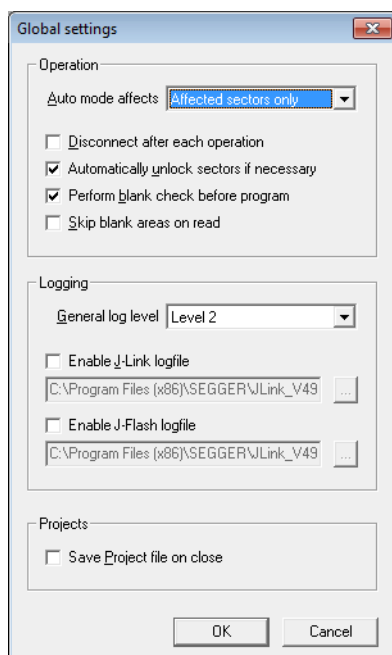 Global settings
Operation
Auto mode affects Affected sectors only
Disconnect after each operation
Automatically unlock sectors if necessary
Perform blank check before program
Skip blank areas on read
Logging
General log level Level 2
Enable J-Link logfile
C:\Program Files (x86)\SEGGER\JLink_V49 ...
Enable J-Flash logfile
C:\Program Files (x86)\SEGGER\JLink_V49 ...
Projects
Save Project file on close
OK Cancel